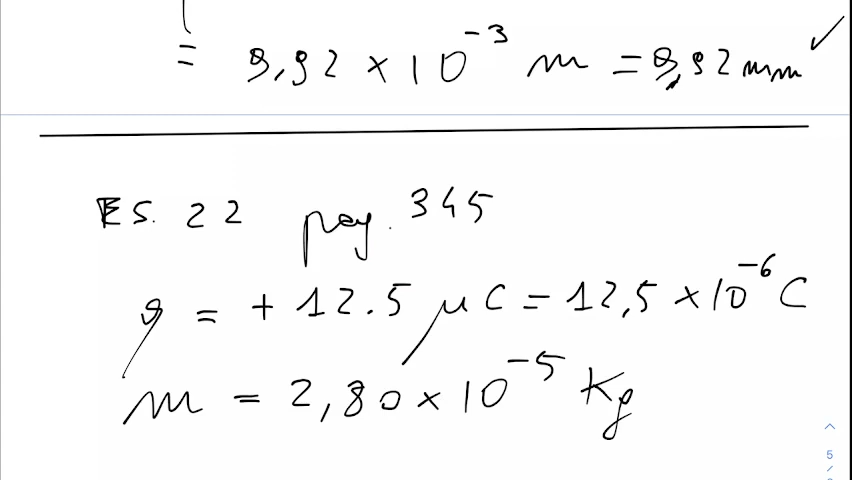 = 9,92 × 10⁻³ m = 9,92 mm ✓
ES. 22 pag. 345
q = + 12.5 μC = 12,5 × 10⁻⁶ C
m = 2,80 × 10⁻⁵ Kg
5
/